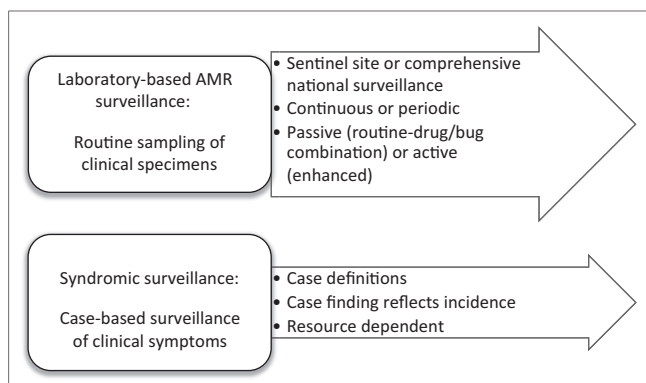 Laboratory-based AMR
surveillance:
Routine sampling of
clinical specimens
• Sentinel site or comprehensive
national surveillance
• Continuous or periodic
• Passive (routine-drug/bug
combination) or active
(enhanced)
Syndromic surveillance:
Case-based surveillance
of clinical symptoms
• Case definitions
• Case finding reflects incidence
• Resource dependent